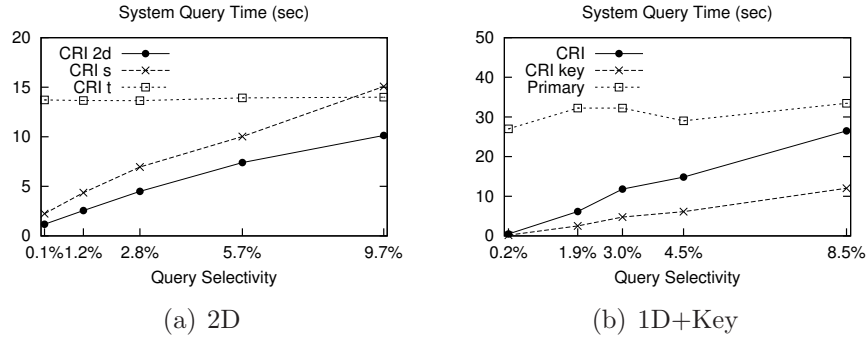 System Query Time (sec)
20
15
10
5
0
CRI 2d
CRI s
CRI t
0.1% 1.2% 2.8% 5.7% 9.7%
Query Selectivity
(a) 2D
System Query Time (sec)
50
40
30
20
10
0
CRI
CRI key
Primary
0.2% 1.9% 3.0% 4.5% 8.5%
Query Selectivity
(b) 1D+Key